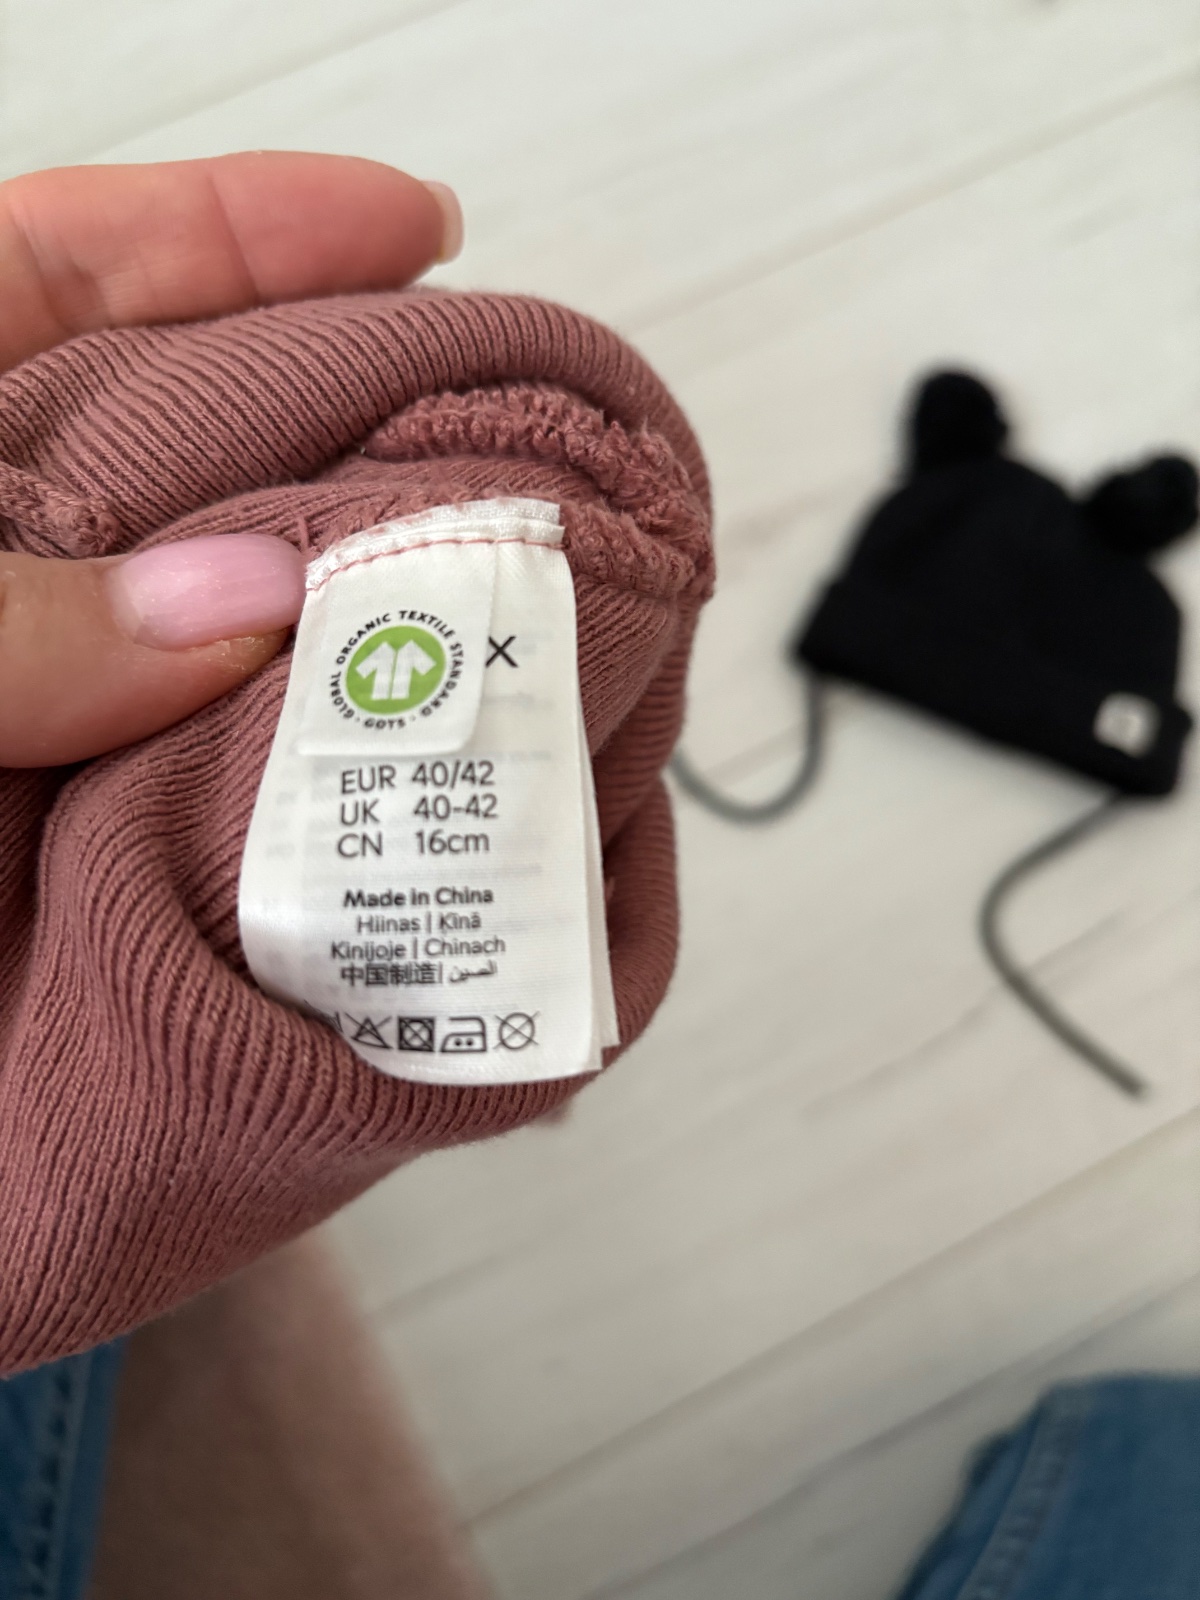 GLOBAL ORGANIC TEXTILE STANDARD · GOTS ·
X
EUR 40/42
UK 40-42
CN 16cm
Made in China
Hiinas | Ķīnā
Kinijoje | Chinach
中国制造| الصين